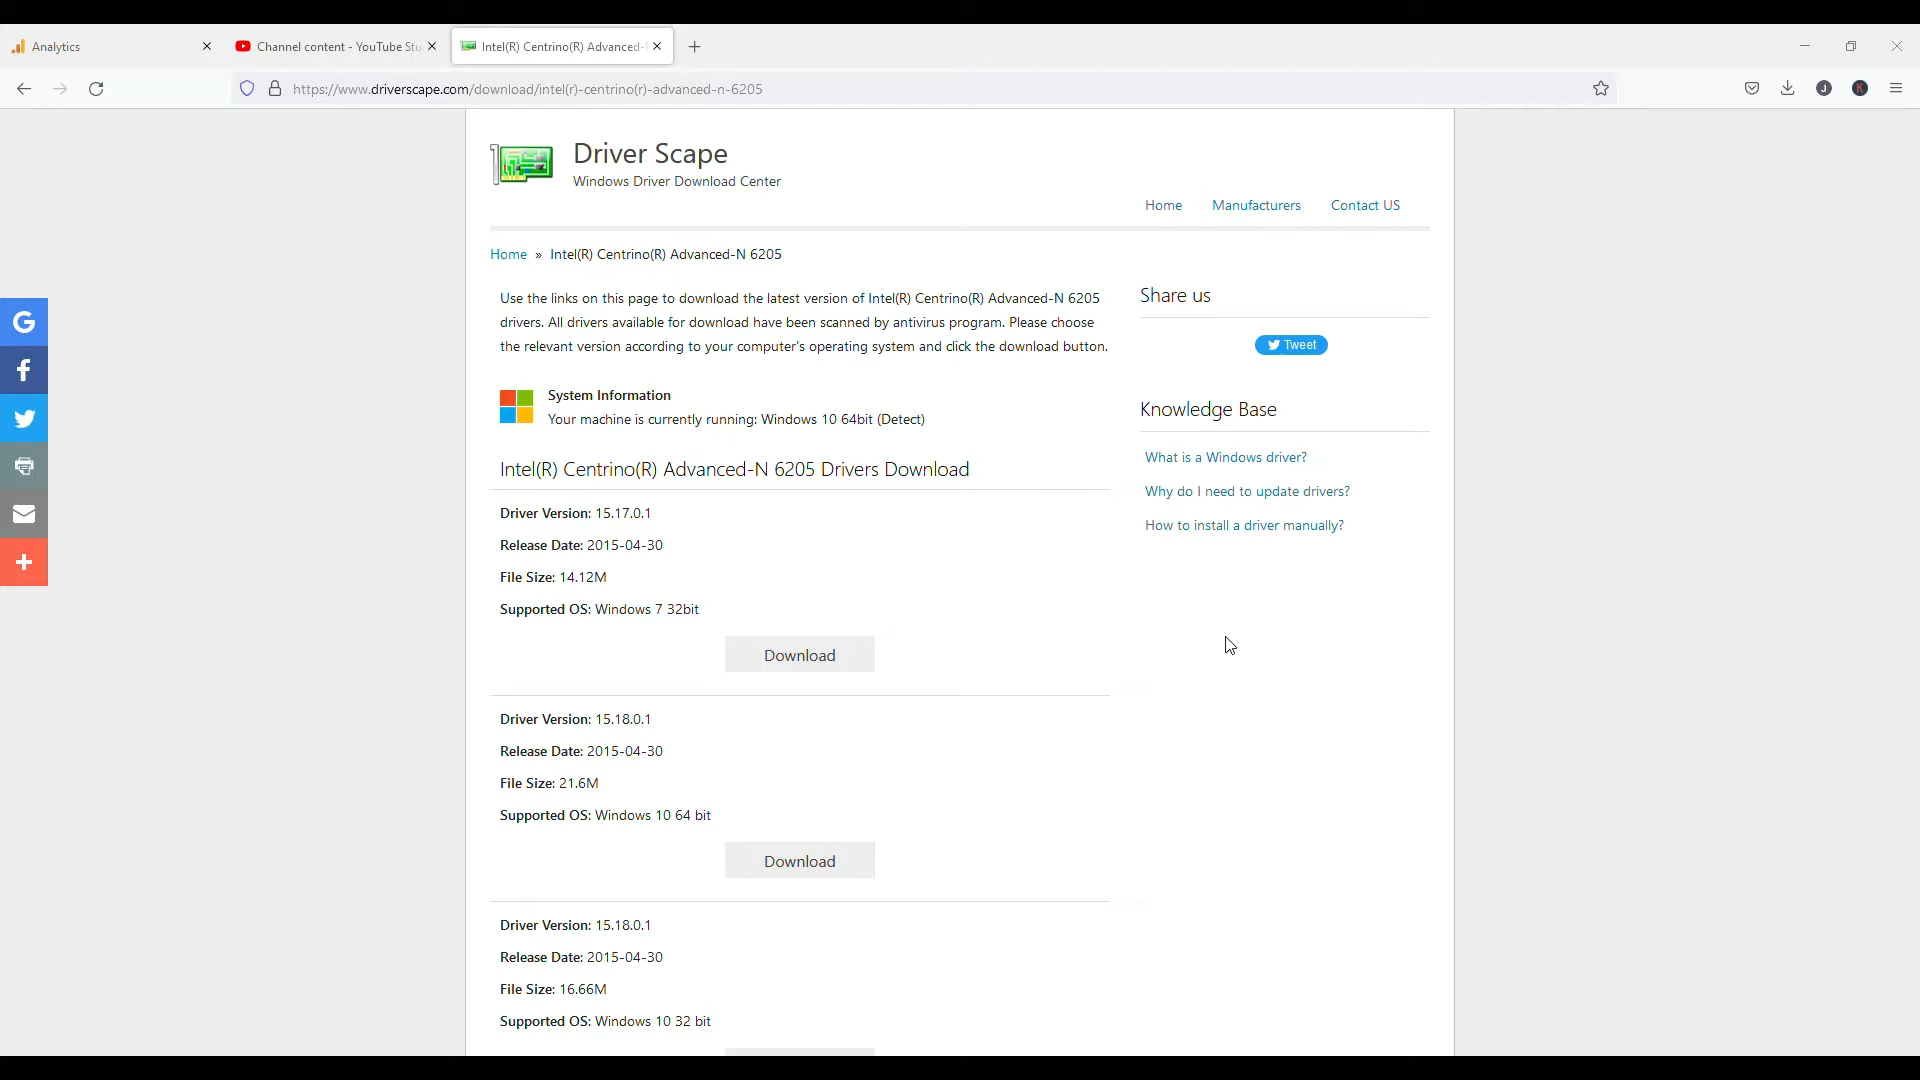 Analytics
Channel content - YouTube Stu
Intel(R) Centrino(R) Advanced-
https://www.driverscape.com/download/intel(r)-centrino(r)-advanced-n-6205
J
K
Driver Scape
Windows Driver Download Center
Home
Manufacturers
Contact US
Home » Intel(R) Centrino(R) Advanced-N 6205
Use the links on this page to download the latest version of Intel(R) Centrino(R) Advanced-N 6205
drivers. All drivers available for download have been scanned by antivirus program. Please choose
the relevant version according to your computer's operating system and click the download button.
Share us
Tweet
System Information
Your machine is currently running: Windows 10 64bit (Detect)
Knowledge Base
What is a Windows driver?
Why do I need to update drivers?
How to install a driver manually?
Intel(R) Centrino(R) Advanced-N 6205 Drivers Download
Driver Version: 15.17.0.1
Release Date: 2015-04-30
File Size: 14.12M
Supported OS: Windows 7 32bit
Download
Driver Version: 15.18.0.1
Release Date: 2015-04-30
File Size: 21.6M
Supported OS: Windows 10 64 bit
Download
Driver Version: 15.18.0.1
Release Date: 2015-04-30
File Size: 16.66M
Supported OS: Windows 10 32 bit